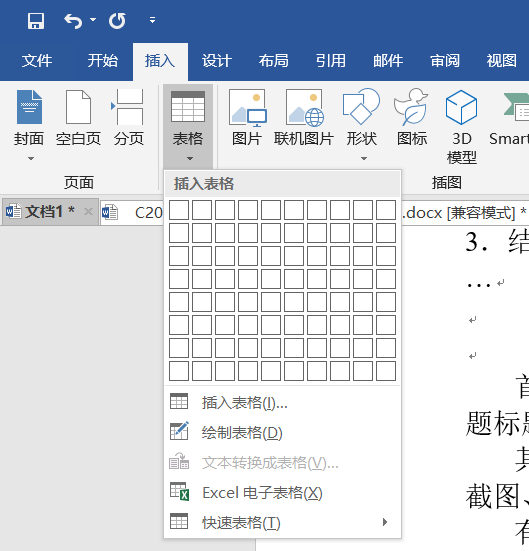 文件 开始 插入 设计 布局 引用 邮件 审阅 视图
封面 空白页 分页 表格 图片 联机图片 形状 图标 3D Smart
模型
页面 插图
插入表格
文档1 * × C20 .docx [兼容模式] *
3. 结
…
插入表格(I)...
绘制表格(D)
题标题
文本转换成表格(V)...
Excel 电子表格(X)
截图、
快速表格(T)